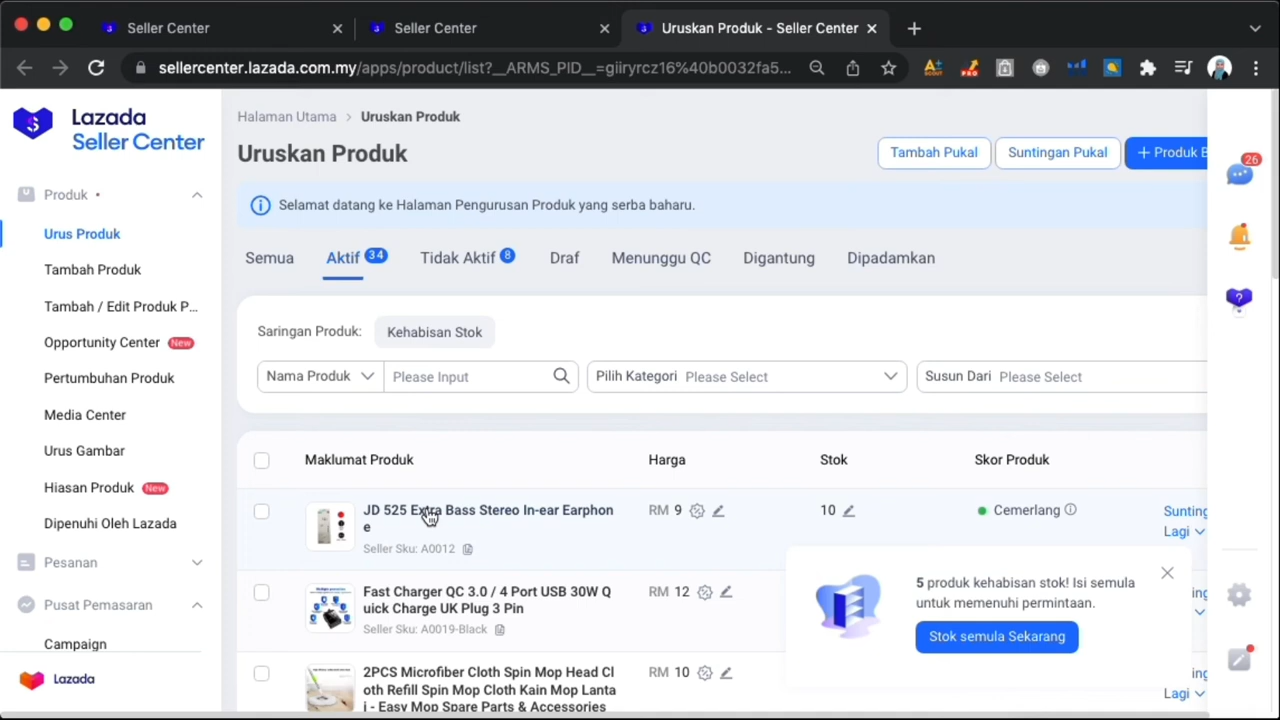 Seller Center
Seller Center
Uruskan Produk - Seller Center
sellercenter.lazada.com.my/apps/product/list?__ARMS_PID__=giiryrcz16%40b0032fa5...
Lazada
Seller Center
Produk
Urus Produk
Tambah Produk
Tambah / Edit Produk P...
Opportunity Center New
Pertumbuhan Produk
Media Center
Urus Gambar
Hiasan Produk New
Dipenuhi Oleh Lazada
Pesanan
Pusat Pemasaran
Campaign
Lazada
Halaman Utama > Uruskan Produk
Uruskan Produk
Tambah Pukal
Suntingan Pukal
+ Produk B
Selamat datang ke Halaman Pengurusan Produk yang serba baharu.
Semua
Aktif 34
Tidak Aktif 8
Draf
Menunggu QC
Digantung
Dipadamkan
Saringan Produk:
Kehabisan Stok
Nama Produk
Please Input
Pilih Kategori Please Select
Susun Dari Please Select
Maklumat Produk
Harga
Stok
Skor Produk
JD 525 Extra Bass Stereo In-ear Earphon
e
Seller Sku: A0012
RM 9
10
Cemerlang
Sunting
Lagi
Fast Charger QC 3.0 / 4 Port USB 30W Q
uick Charge UK Plug 3 Pin
Seller Sku: A0019-Black
RM 12
ing
2PCS Microfiber Cloth Spin Mop Head Cl
oth Refill Spin Mop Cloth Kain Mop Lanta
i - Easy Mop Spare Parts & Accessories
RM 10
ing
Lagi
5 produk kehabisan stok! Isi semula
untuk memenuhi permintaan.
Stok semula Sekarang
26